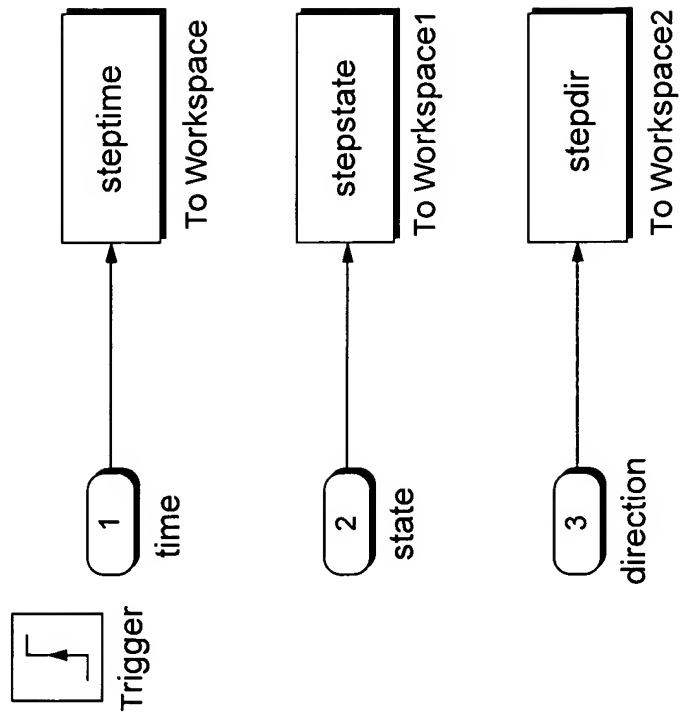 Trigger
1
time
steptime
To Workspace
2
state
stepstate
To Workspace1
3
direction
stepdir
To Workspace2